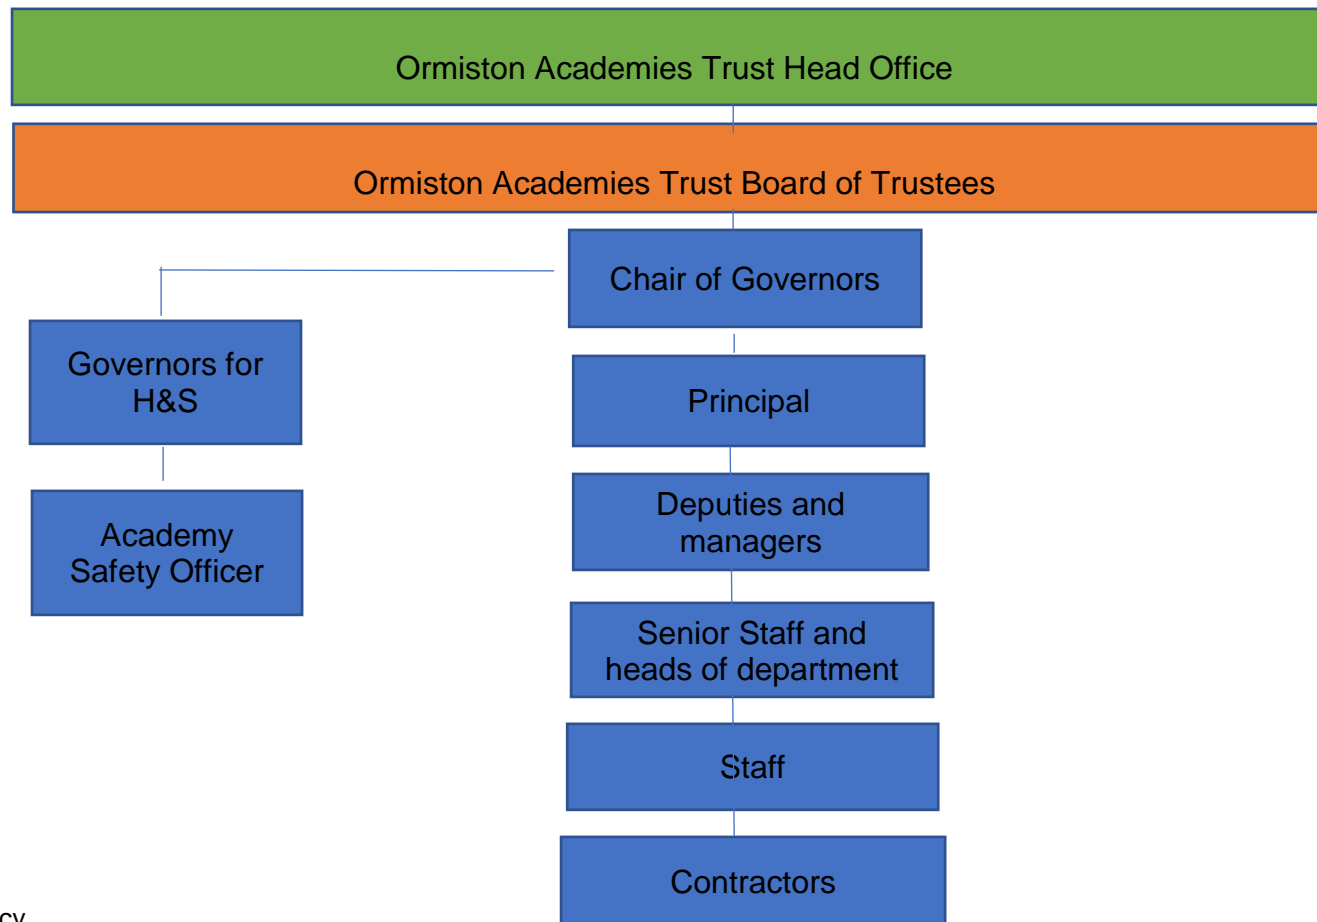 Ormiston Academies Trust Head Office
Ormiston Academies Trust Board of Trustees
Chair of Governors
Governors for
H&S
Principal
Academy
Safety Officer
Deputies and
managers
Senior Staff and
heads of department
Staff
Contractors
cy